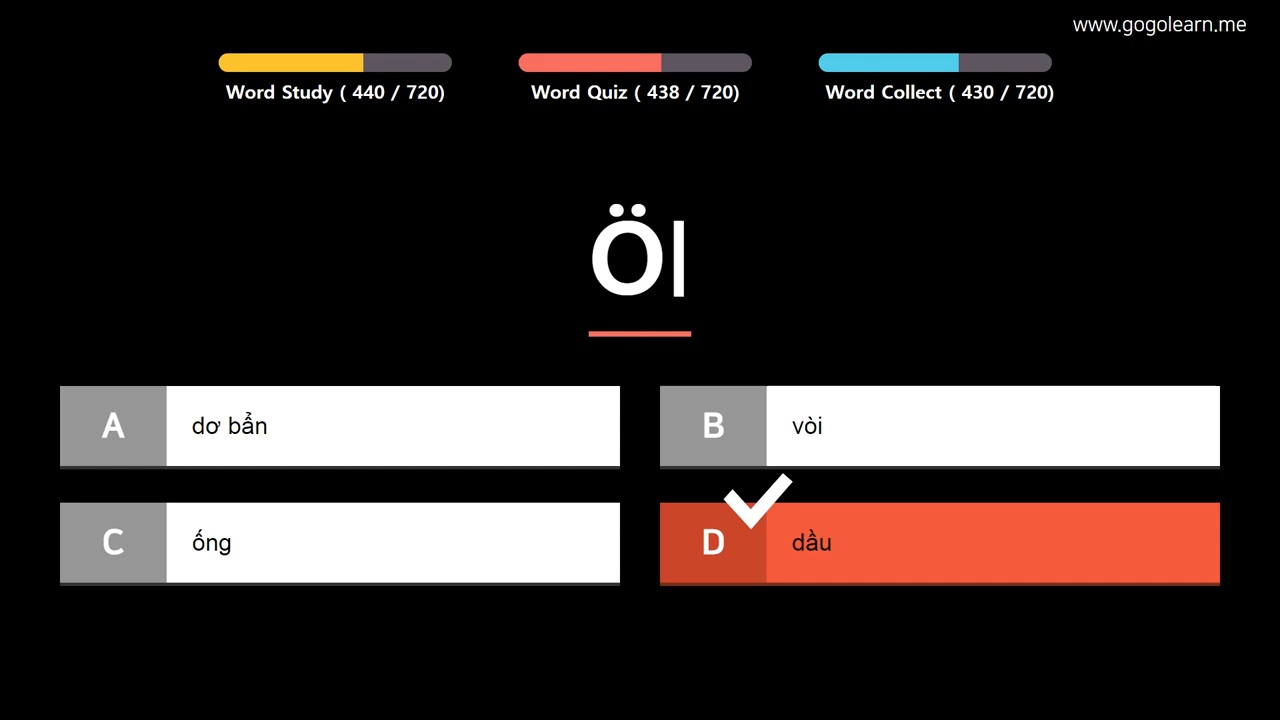 www.gogolearn.me
Word Study ( 440 / 720)
Word Quiz ( 438 / 720)
Word Collect ( 430 / 720)
Öl
A dơ bẩn
B vòi
C ống
D dầu